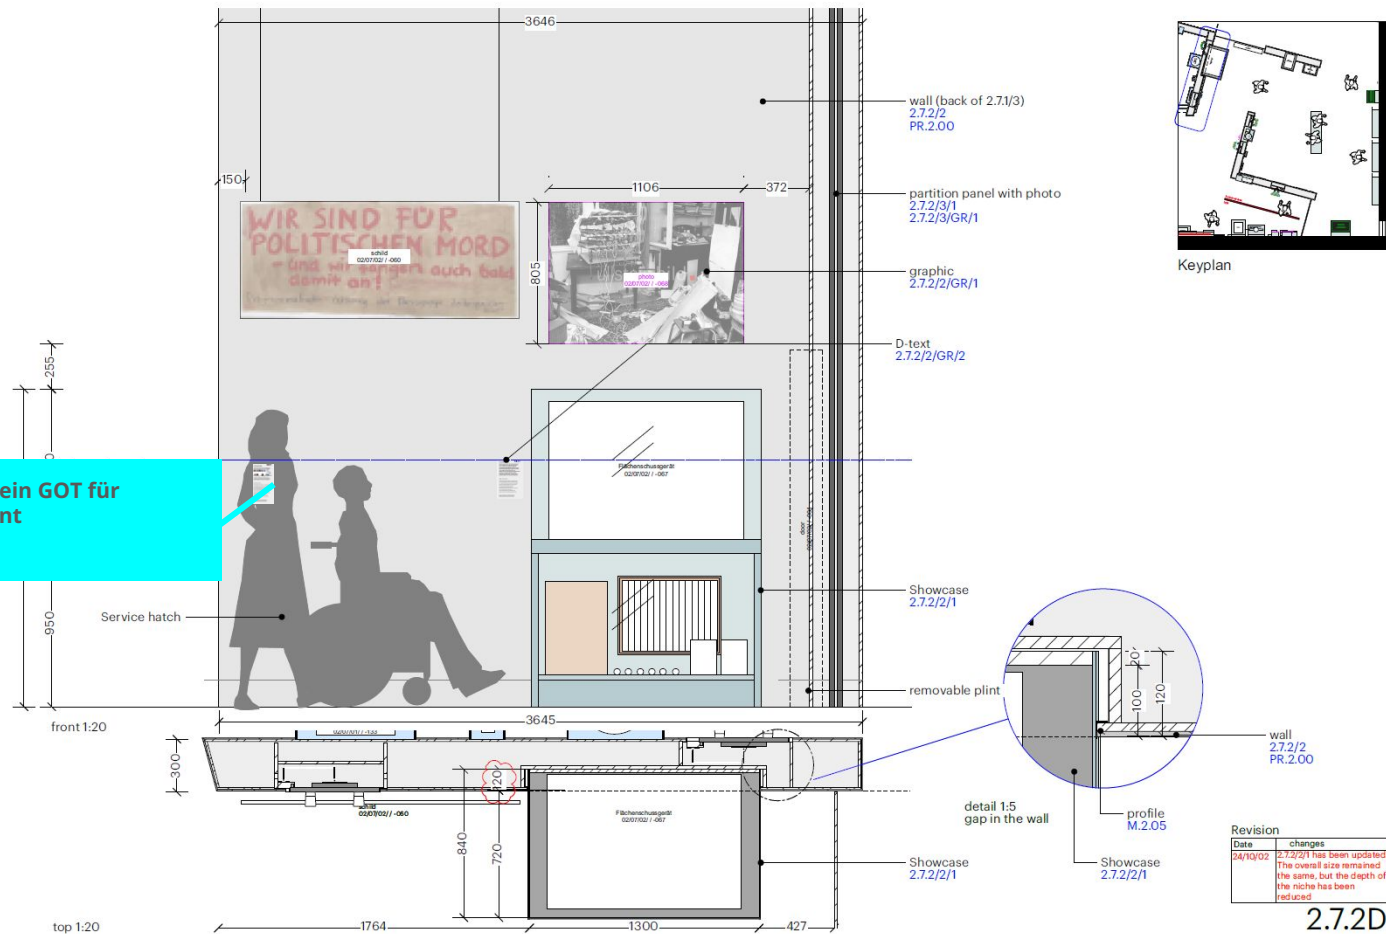 3646
wall (back of 2.7.1/3)
2.7.2/2
PR.2.00
150
1106
372
partition panel with photo
2.7.2/3/1
2.7.2/3/GR/1
WIR SIND FÜR
POLITISCHEN MORD
- und wir fangen auch bald
damit an!
schild
02/07/02/ / -060
805
photo
02/07/02/ / -068
graphic
2.7.2/2/GR/1
Keyplan
D-text
2.7.2/2/GR/2
255
Flächenschussgerät
02/07/02/ / -067
ein GOT für
nt
door
950
Service hatch
Showcase
2.7.2/2/1
removable plint
front 1:20
3645
300
120
schild
02/07/02/ / -060
Flächenschussgerät
02/07/02/ / -067
840
720
Showcase
2.7.2/2/1
top 1:20
1764
1300
427
20
100
120
wall
2.7.2/2
PR.2.00
detail 1:5
gap in the wall
profile
M.2.05
Showcase
2.7.2/2/1
Revision
Date changes
24/10/02 2.7.2/2/1 has been updated
The overall size remained
the same, but the depth of
the niche has been
reduced
2.7.2D